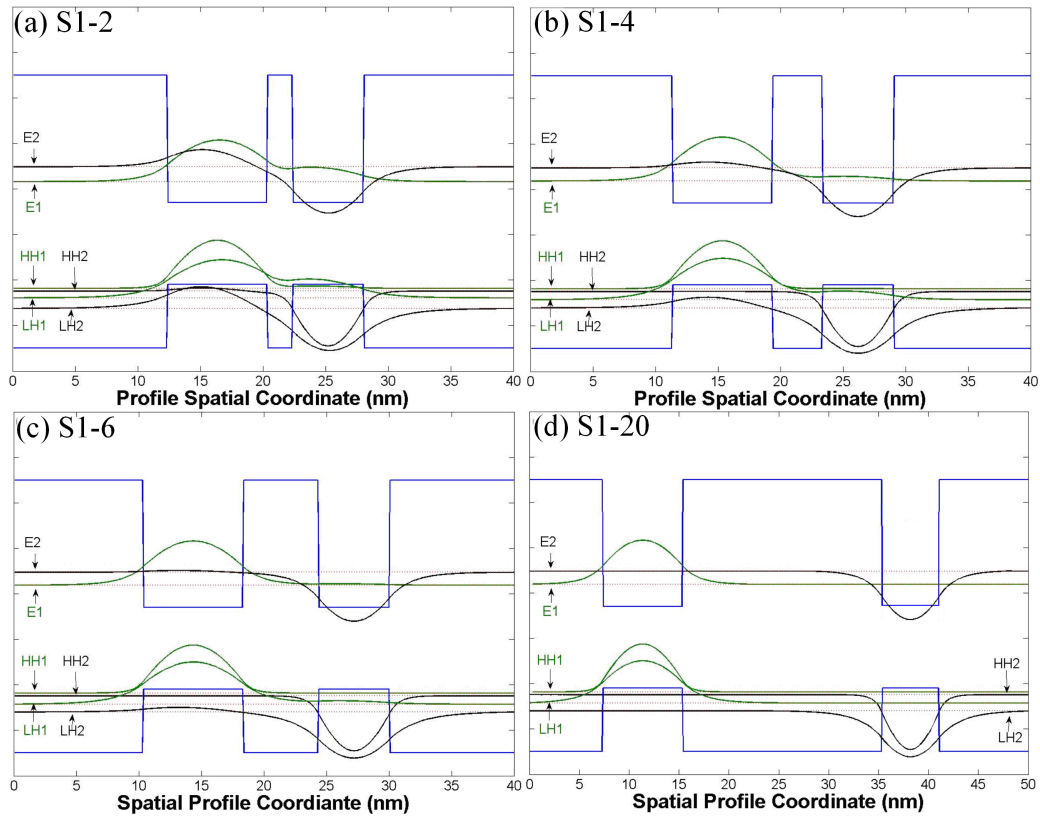 (a) S1-2
E2
E1
HH1
HH2
LH1
LH2
0 5 10 15 20 25 30 35 40
Profile Spatial Coordinate (nm)
(b) S1-4
E2
E1
HH1
HH2
LH1
LH2
0 5 10 15 20 25 30 35 40
Profile Spatial Coordinate (nm)
(c) S1-6
E2
E1
HH1
HH2
LH1
LH2
0 5 10 15 20 25 30 35 40
Spatial Profile Coordiante (nm)
(d) S1-20
E2
E1
HH1
HH2
LH1
LH2
0 5 10 15 20 25 30 35 40 45 50
Spatial Profile Coordinate (nm)